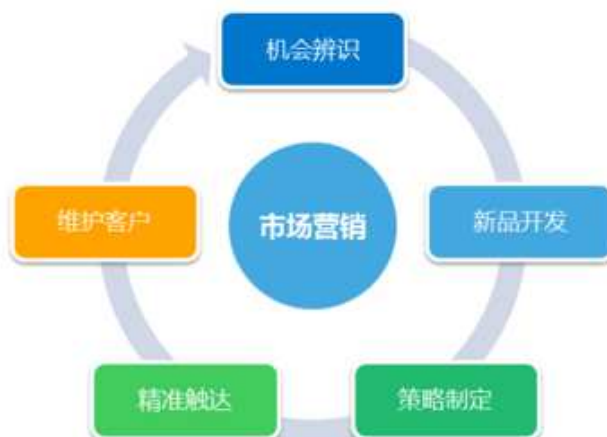 机会辨识
新品开发
策略制定
精准触达
维护客户
市场营销